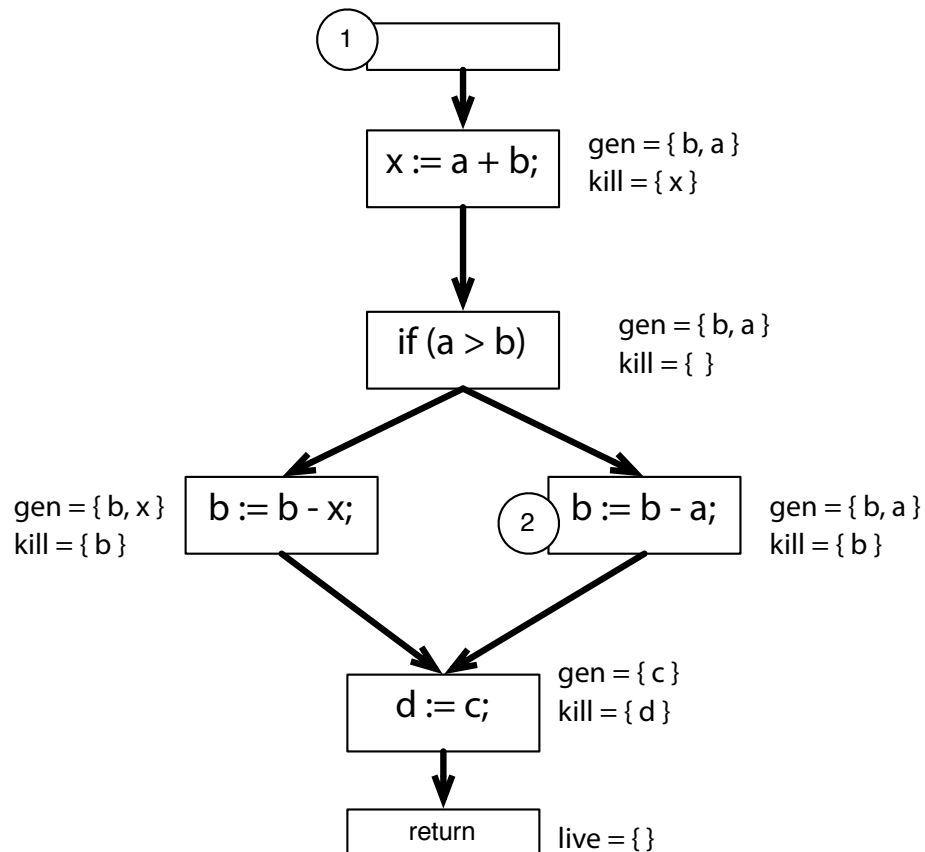 1
x := a + b;
gen = { b, a }
kill = { x }
if (a > b)
gen = { b, a }
kill = {  }
gen = { b, x }
kill = { b }
b := b - x;
2
b := b - a;
gen = { b, a }
kill = { b }
d := c;
gen = { c }
kill = { d }
return
live = { }